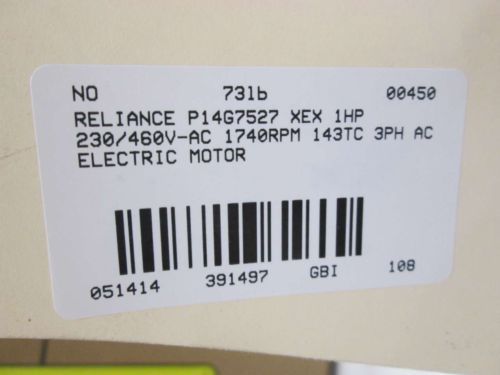 NO 731b 00450
RELIANCE P14G7527 XEX 1HP
230/460V-AC 1740RPM 143TC 3PH AC
ELECTRIC MOTOR
051414 391497 GBI 108